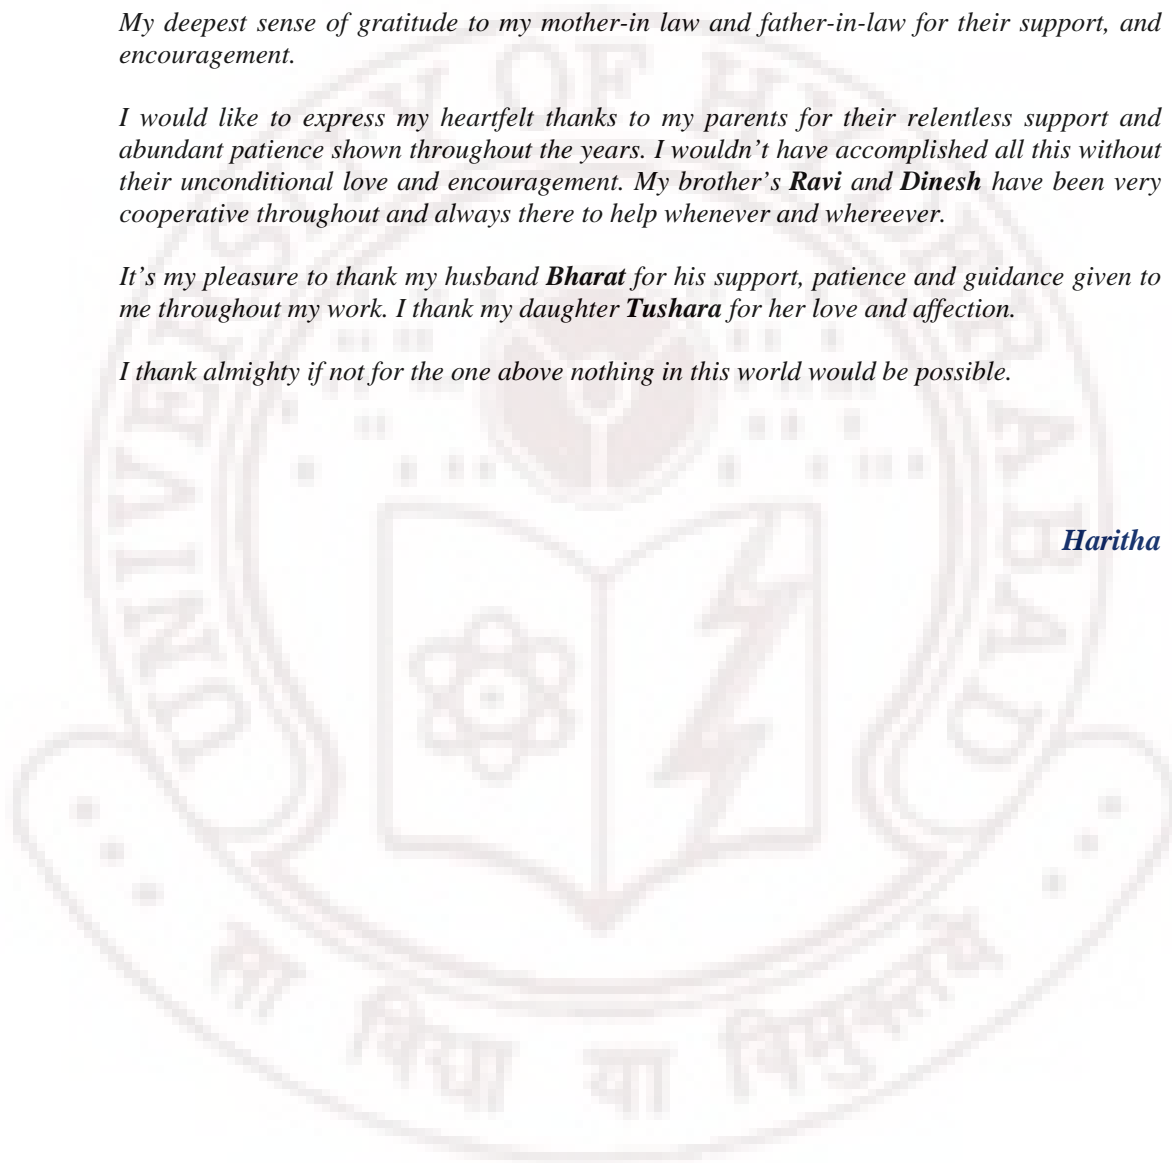 My deepest sense of gratitude to my mother-in law and father-in-law for their support, and
encouragement.
I would like to express my heartfelt thanks to my parents for their relentless support and
abundant patience shown throughout the years. I wouldn't have accomplished all this without
their unconditional love and encouragement. My brother's Ravi and Dinesh have been very
cooperative throughout and always there to help whenever and whereever.
It's my pleasure to thank my husband Bharat for his support, patience and guidance given to
me throughout my work. I thank my daughter Tushara for her love and affection.
I thank almighty if not for the one above nothing in this world would be possible.
Haritha
UNIVERSITY OF HYDERABAD
सा विद्या या विमुक्तये